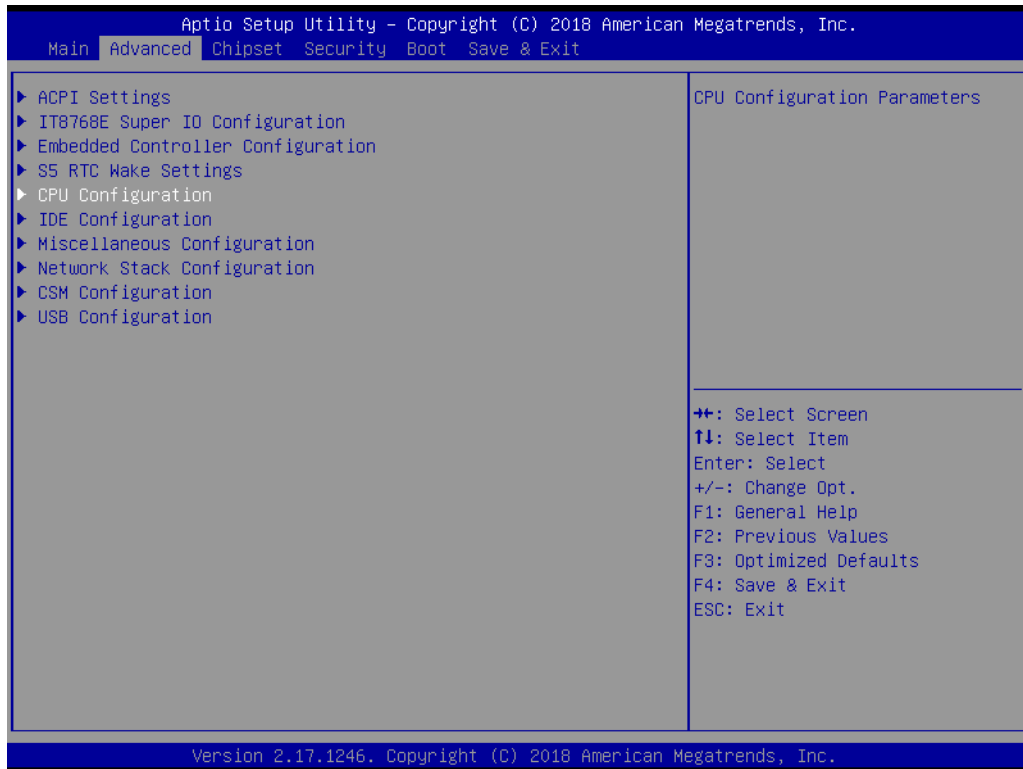 Aptio Setup Utility – Copyright (C) 2018 American Megatrends, Inc.
Main Advanced Chipset Security Boot Save & Exit
▶ ACPI Settings
▶ IT8768E Super IO Configuration
▶ Embedded Controller Configuration
▶ S5 RTC Wake Settings
▶ CPU Configuration
▶ IDE Configuration
▶ Miscellaneous Configuration
▶ Network Stack Configuration
▶ CSM Configuration
▶ USB Configuration
CPU Configuration Parameters
→←: Select Screen
↑↓: Select Item
Enter: Select
+/-: Change Opt.
F1: General Help
F2: Previous Values
F3: Optimized Defaults
F4: Save & Exit
ESC: Exit
Version 2.17.1246. Copyright (C) 2018 American Megatrends, Inc.